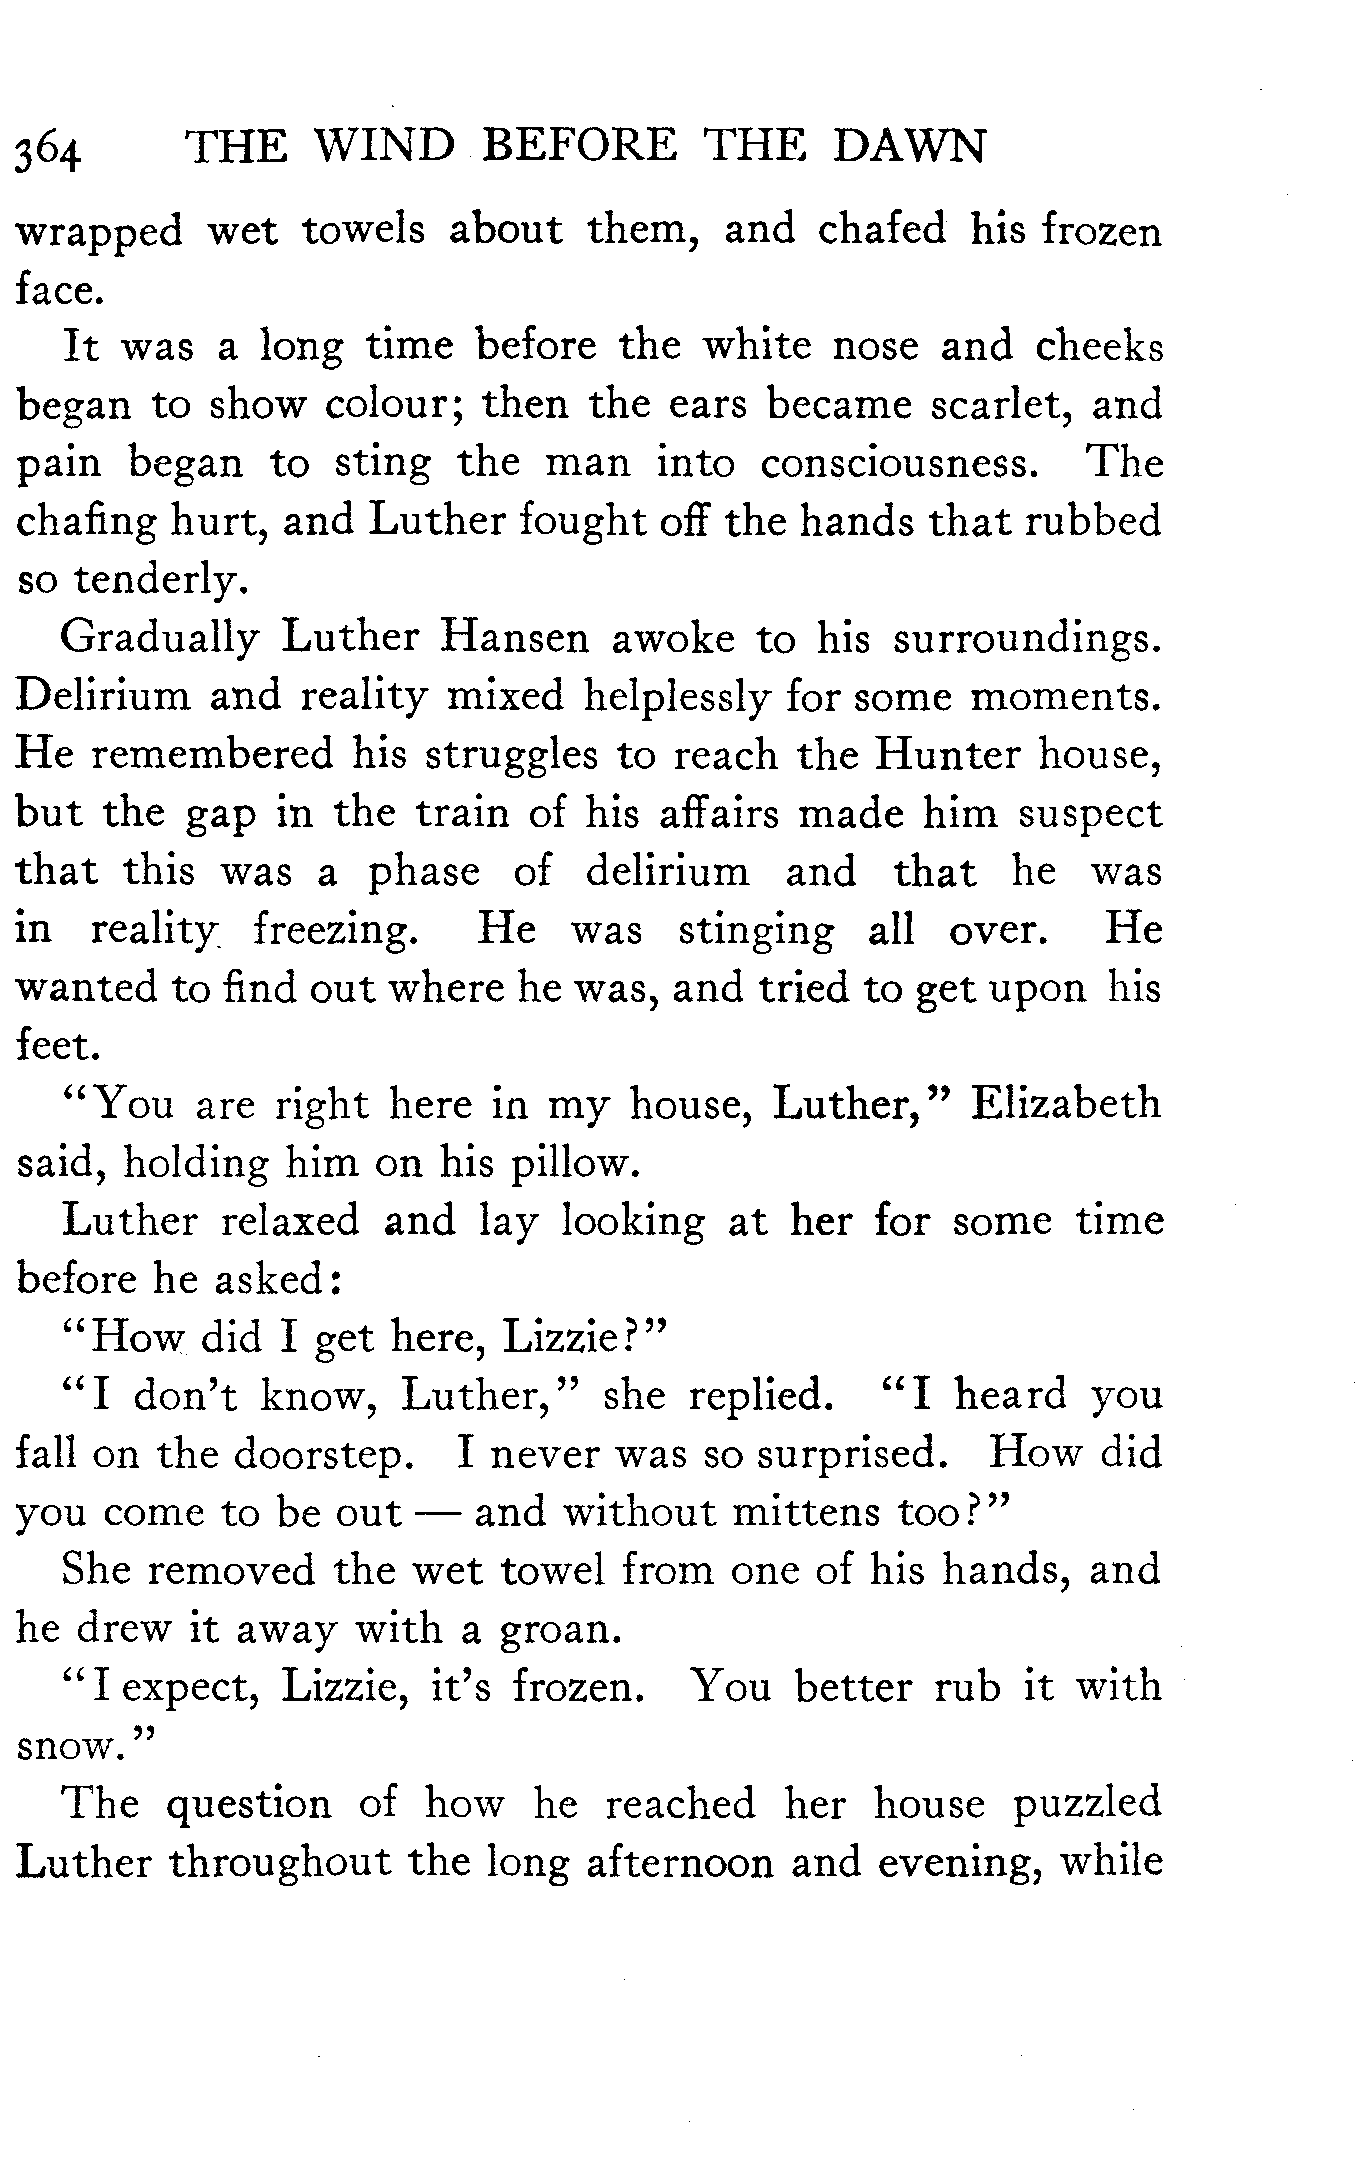 364 THE WIND BEFORE THE DAWN
wrapped wet towels about them, and chafed his frozen
face.
It was a long time before the white nose and cheeks
began to show colour; then the ears became scarlet, and
pain began to sting the man into consciousness. The
chafing hurt, and Luther fought off the hands that rubbed
so tenderly.
Gradually Luther Hansen awoke to his surroundings.
Delirium and reality mixed helplessly for some moments.
He remembered his struggles to reach the Hunter house,
but the gap in the train of his affairs made him suspect
that this was a phase of delirium and that he was
in reality freezing. He was stinging all over. He
wanted to find out where he was, and tried to get upon his
feet.
"You are right here in my house, Luther," Elizabeth
said, holding him on his pillow.
Luther relaxed and lay looking at her for some time
before he asked:
"How did I get here, Lizzie?"
"I don't know, Luther," she replied. "I heard you
fall on the doorstep. I never was so surprised. How did
you come to be out — and without mittens too?"
She removed the wet towel from one of his hands, and
he drew it away with a groan.
"I expect, Lizzie, it's frozen. You better rub it with
snow."
The question of how he reached her house puzzled
Luther throughout the long afternoon and evening, while